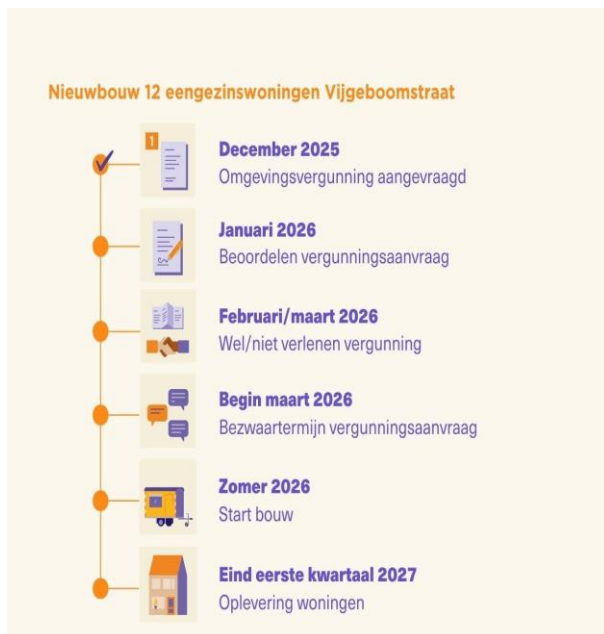 Nieuwbouw 12 eengezinswoningen Vijgeboomstraat
1
December 2025
Omgevingsvergunning aangevraagd
Januari 2026
Beoordelen vergunningsaanvraag
Februari/maart 2026
Wel/niet verlenen vergunning
Begin maart 2026
Bezwaartermijn vergunningsaanvraag
Zomer 2026
Start bouw
Eind eerste kwartaal 2027
Oplevering woningen